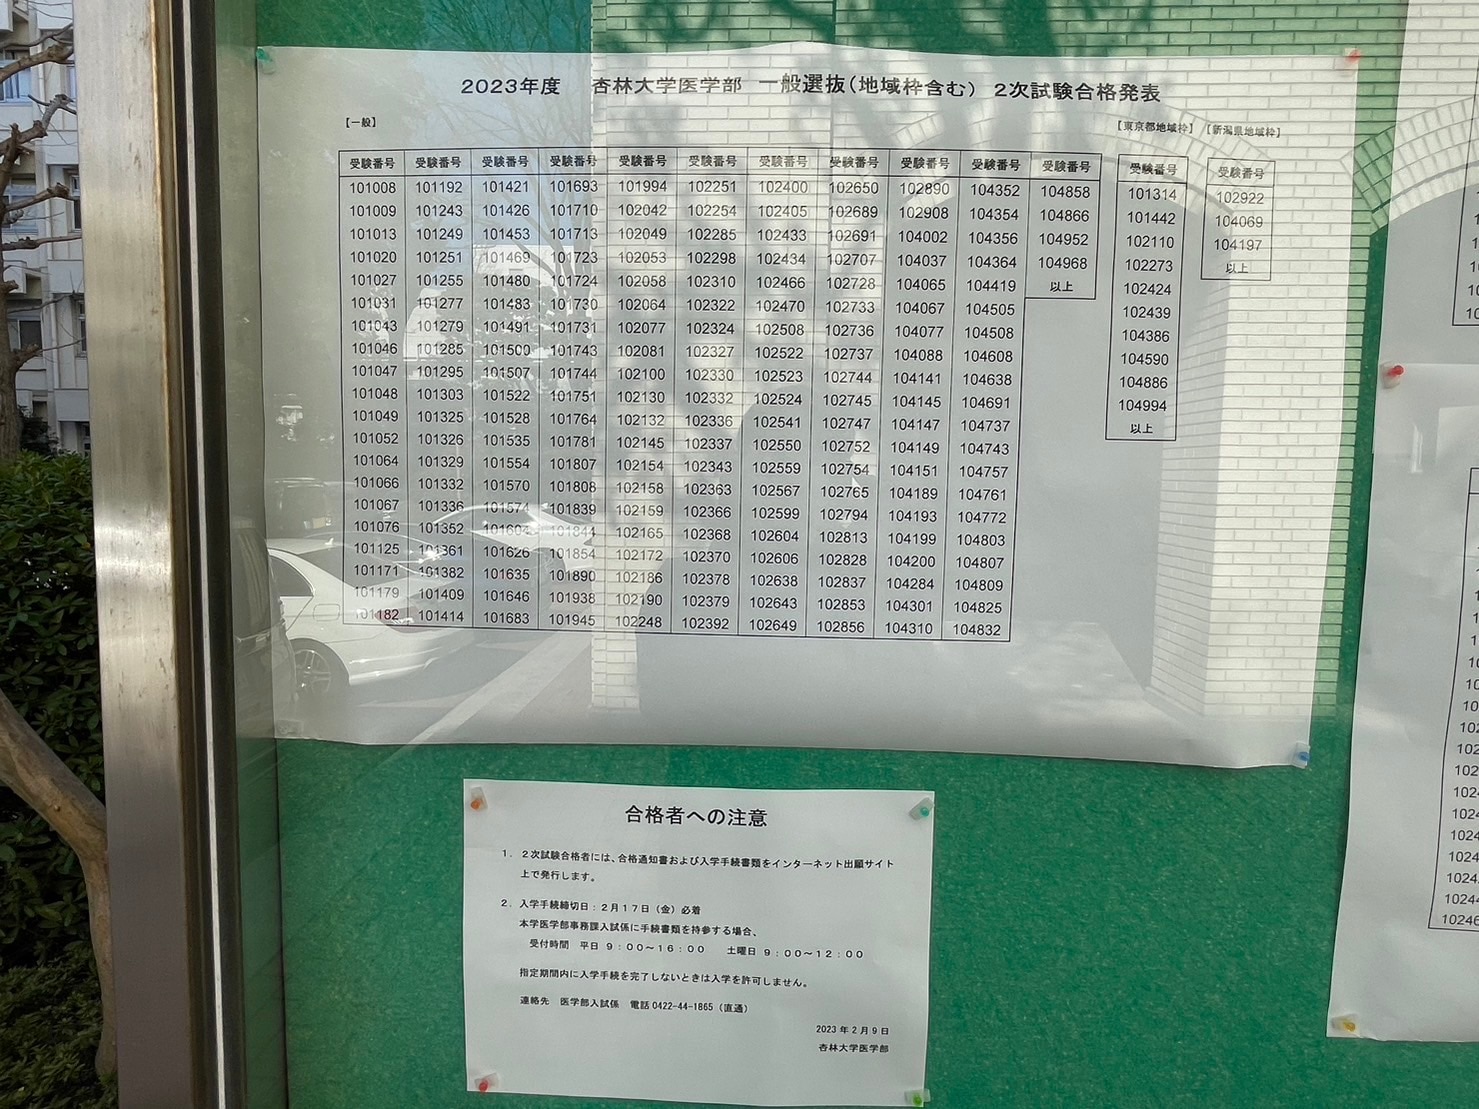 2023年度 杏林大学医学部 一般選抜(地域枠含む) 2次試験合格発表
【一般】 【東京都地域枠】 【新潟県地域枠】
受験番号 受験番号 受験番号 受験番号 受験番号 受験番号 受験番号 受験番号 受験番号 受験番号 受験番号 受験番号 受験番号
101008 101192 101421 101693 101994 102251 102400 102650 102890 104352 104858 101314 102922
101009 101243 101426 101710 102042 102254 102405 102689 102908 104354 104866 101442 104069
101013 101249 101453 101713 102049 102285 102433 102691 104002 104356 104952 102110 104197
101020 101251 101469 101723 102053 102298 102434 102707 104037 104364 104968 102273 以上
101027 101255 101480 101724 102058 102310 102466 102728 104065 104419 以上 102424
101031 101277 101483 101730 102064 102322 102470 102733 104067 104505 102439
101043 101279 101491 101731 102077 102324 102508 102736 104077 104508 104386
101046 101285 101500 101743 102081 102327 102522 102737 104088 104608 104590
101047 101295 101507 101744 102100 102330 102523 102744 104141 104638 104886
101048 101303 101522 101751 102130 102332 102524 102745 104145 104691 104994
101049 101325 101528 101764 102132 102336 102541 102747 104147 104737 以上
101052 101326 101535 101781 102145 102337 102550 102752 104149 104743
101064 101329 101554 101807 102154 102343 102559 102754 104151 104757
101066 101332 101570 101808 102158 102363 102567 102765 104189 104761
101067 101336 101574 101839 102159 102366 102599 102794 104193 104772
101076 101352 101604 101844 102165 102368 102604 102813 104199 104803
101125 101361 101626 101854 102172 102370 102606 102828 104200 104807
101171 101382 101635 101890 102186 102378 102638 102837 104284 104809
101179 101409 101646 101938 102190 102379 102643 102853 104301 104825
101182 101414 101683 101945 102248 102392 102649 102856 104310 104832
合格者への注意
1. 2次試験合格者には、合格通知書および入学手続書類をインターネット出願サイト
上で発行します。
2. 入学手続締切日:2月17日(金)必着
本学医学部事務課入試係に手続書類を持参する場合、
受付時間 平日 9:00~16:00 土曜日 9:00~12:00
指定期間内に入学手続を完了しないときは入学を許可しません。
連絡先 医学部入試係 電話 0422-44-1865 (直通)
2023年2月9日
杏林大学医学部